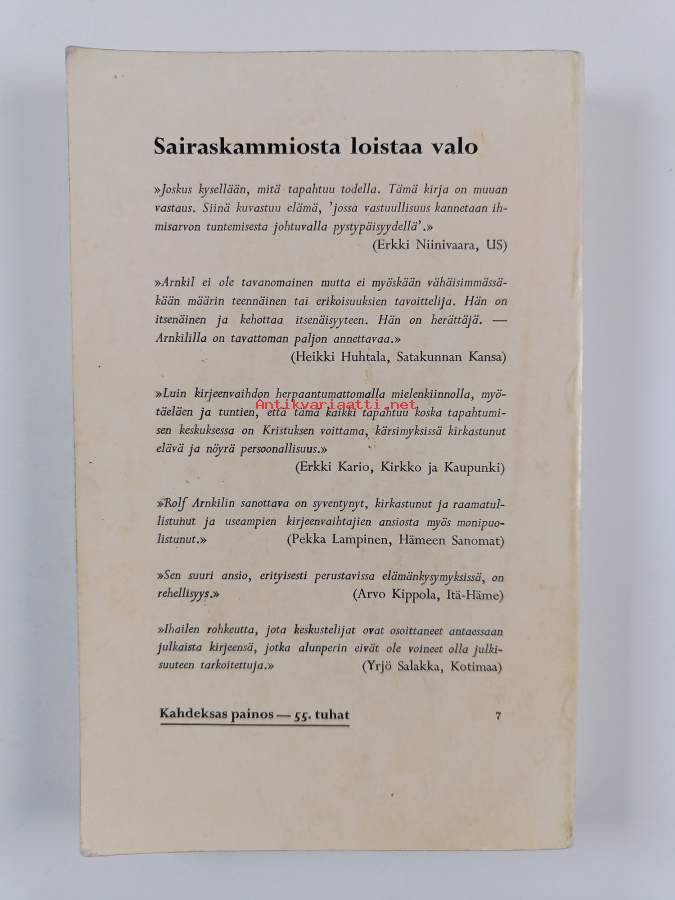 Sairaskammiosta loistaa valo
»Joskus kysellään, mitä tapahtuu todella. Tämä kirja on muuan
vastaus. Siinä kuvastuu elämä, 'jossa vastuullisuus kannetaan ih-
misarvon tuntemisesta johtuvalla pystypäisyydellä'.»
(Erkki Niinivaara, US)
»Arnkil ei ole tavanomainen mutta ei myöskään vähäisimmässä-
kään määrin teennäinen tai erikoisuuksien tavoittelija. Hän on
itsenäinen ja kehottaa itsenäisyyteen. Hän on herättäjä. —
Arnkililla on tavattoman paljon annettavaa.»
(Heikki Huhtala, Satakunnan Kansa)
»Luin kirjeenvaihdon herpaantumattomalla mielenkiinnolla, myö-
Antikvariaatti.net
täeläen ja tuntien, että tämä kaikki tapahtuu koska tapahtumi-
sen keskuksessa on Kristuksen voittama, kärsimyksissä kirkastunut
elävä ja nöyrä persoonallisuus.»
(Erkki Kario, Kirkko ja Kaupunki)
»Rolf Arnkilin sanottava on syventynyt, kirkastunut ja raamatul-
listunut ja useampien kirjeenvaihtajien ansiosta myös monipuo-
listunut.» (Pekka Lampinen, Hämeen Sanomat)
»Sen suuri ansio, erityisesti perustavissa elämänkysymyksissä, on
rehellisyys.» (Arvo Kippola, Itä-Häme)
»Ihailen rohkeutta, jota keskustelijat ovat osoittaneet antaessaan
julkaista kirjeensä, jotka alunperin eivät ole voineet olla julki-
suuteen tarkoitettuja.» (Yrjö Salakka, Kotimaa)
Kahdeksas painos — 55. tuhat 7